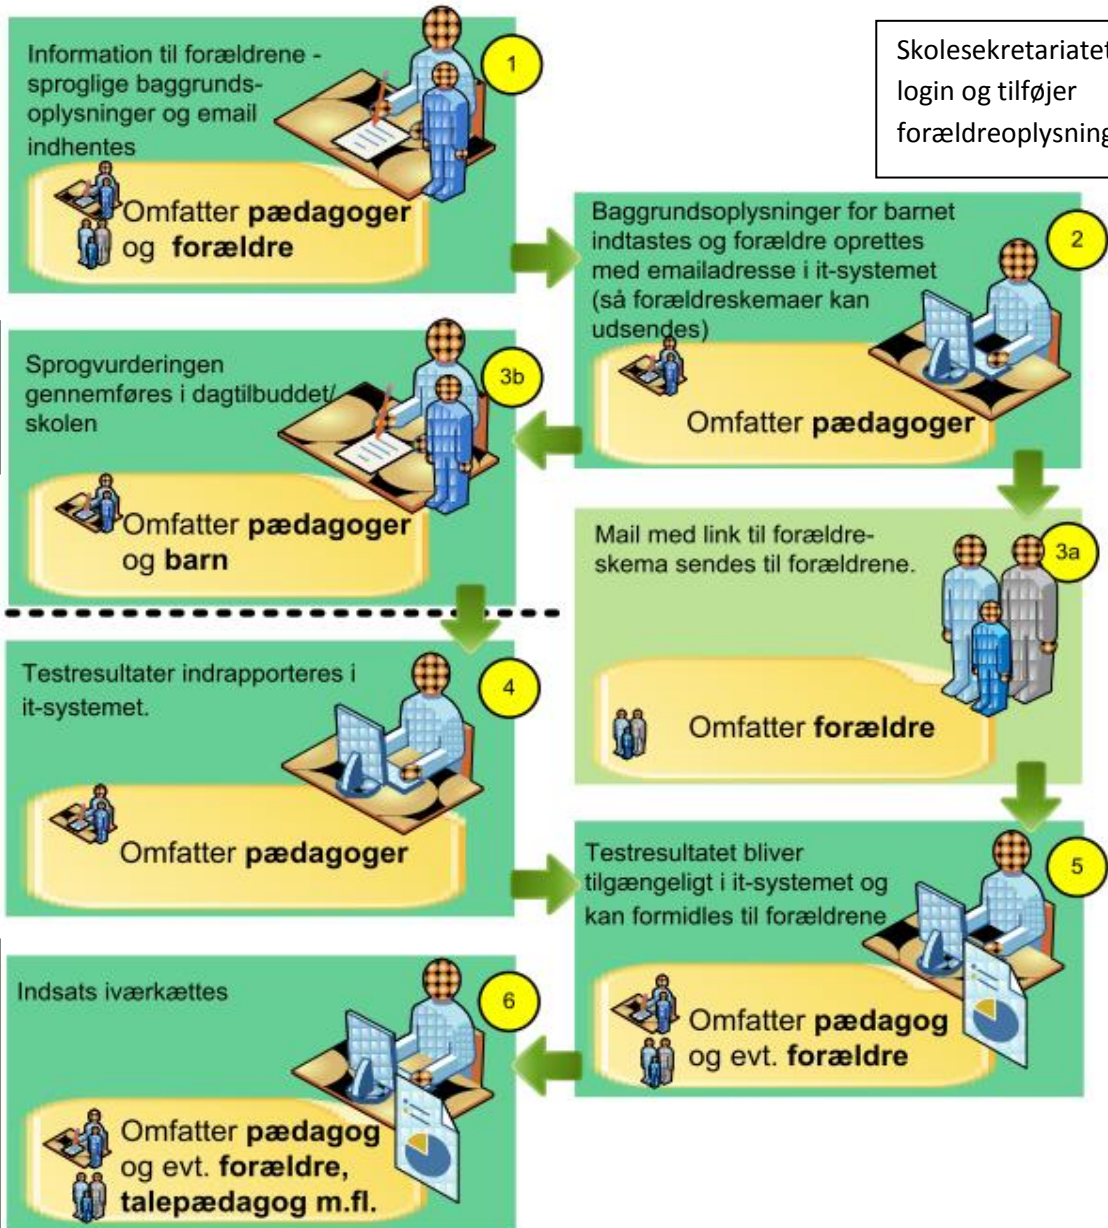 Information til forældrene -
sproglige baggrunds-
oplysninger og email
indhentes
1
Omfatter pædagoger
og forældre
Skolesekretariatet
login og tilføjer
Baggrundsoplysninger for barnet
indtastes og forældre oprettes
med emailadresse i it-systemet
(så forældreskemaer kan
udsendes)
2
Omfatter pædagoger
Sprogvurderingen
gennemføres i dagtilbuddet/
skolen
3b
Omfatter pædagoger
og barn
Mail med link til forældre-
skema sendes til forældrene.
3a
Omfatter forældre
Testresultater indrapporteres i
it-systemet.
4
Omfatter pædagoger
Testresultatet bliver
tilgængeligt i it-systemet og
kan formidles til forældrene
5
Omfatter pædagog
og evt. forældre
Indsats iværkættes
6
Omfatter pædagog
og evt. forældre,
talepædagog m.fl.